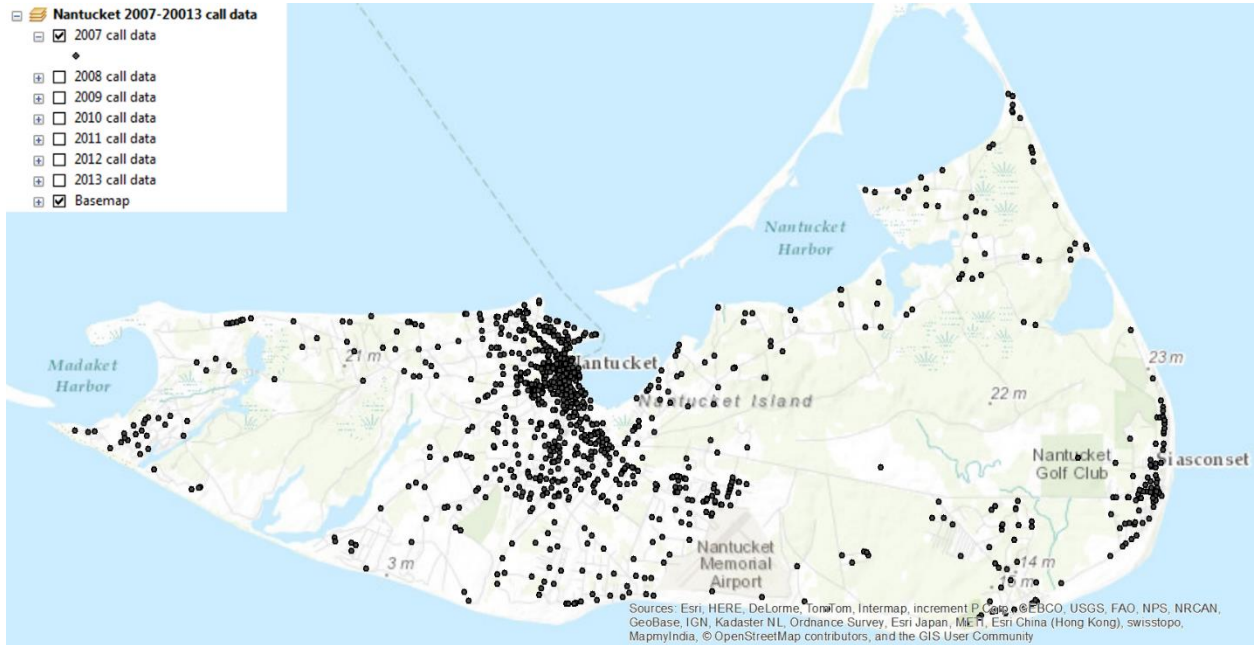 Nantucket 2007-20013 call data
2007 call data
2008 call data
2009 call data
2010 call data
2011 call data
2012 call data
2013 call data
Basemap
Nantucket
Harbor
Madaket
Harbor
21 m
Nantucket
Nantucket Island
23 m
22 m
Nantucket
Golf Club
Siasconset
Nantucket
Memorial
Airport
3 m
14 m
Sources: Esri, HERE, DeLorme, TomTom, Intermap, increment P Corp., GEBCO, USGS, FAO, NPS, NRCAN,
GeoBase, IGN, Kadaster NL, Ordnance Survey, Esri Japan, METI, Esri China (Hong Kong), swisstopo,
MapmyIndia, © OpenStreetMap contributors, and the GIS User Community